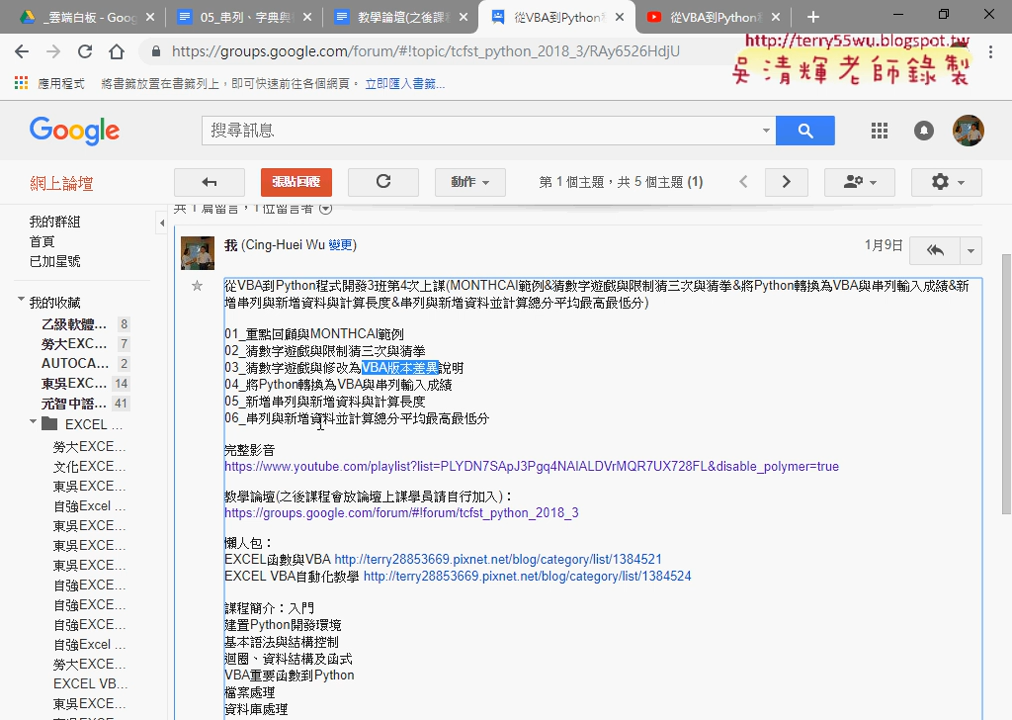 _雲端白板 - Goog
05_串列、字典與
教學論壇(之後課
從VBA到Python
從VBA到Python
https://groups.google.com/forum/#!topic/tcfst_python_2018_3/RAy6526HdjU
http://terry55wu.blogspot.tw
吳清輝老師錄製
應用程式 將書籤放置在書籤列上，即可快速前往各個網頁。 立即匯入書籤...
Google
搜尋訊息
網上論壇
張貼回覆
動作
第 1 個主題，共 5 個主題 (1)
共 1 篇留言，1 位留言者
我的群組
首頁
已加星號
我的收藏
乙級軟體... 8
勞大EXC... 7
AUTOCA... 2
東吳EXC... 14
元智中語... 41
EXCEL ...
勞大EXCE...
文化EXCE...
東吳EXCE...
自強Excel ...
東吳EXCE...
東吳EXCE...
東吳EXCE...
自強EXCE...
自強EXCE...
自強EXCE...
自強Excel ...
勞大EXCE...
EXCEL VB...
東吳EXCE...
我 (Cing-Huei Wu 變更)
1月9日
從VBA到Python程式開發3班第4次上課(MONTHCAI範例&猜數字遊戲與限制猜三次與猜拳&將Python轉換為VBA與串列輸入成績&新
增串列與新增資料與計算長度&串列與新增資料並計算總分平均最高最低分)
01_重點回顧與MONTHCAI範例
02_猜數字遊戲與限制猜三次與猜拳
03_猜數字遊戲與修改為VBA版本差異說明
04_將Python轉換為VBA與串列輸入成績
05_新增串列與新增資料與計算長度
06_串列與新增資料並計算總分平均最高最低分
完整影音
https://www.youtube.com/playlist?list=PLYDN7SApJ3Pgq4NAIALDVrMQR7UX728FL&disable_polymer=true
教學論壇(之後課程會放論壇上課學員請自行加入)：
https://groups.google.com/forum/#!forum/tcfst_python_2018_3
懶人包：
EXCEL函數與VBA http://terry28853669.pixnet.net/blog/category/list/1384521
EXCEL VBA自動化教學 http://terry28853669.pixnet.net/blog/category/list/1384524
課程簡介：入門
建置Python開發環境
基本語法與結構控制
迴圈、資料結構及函式
VBA重要函數到Python
檔案處理
資料庫處理